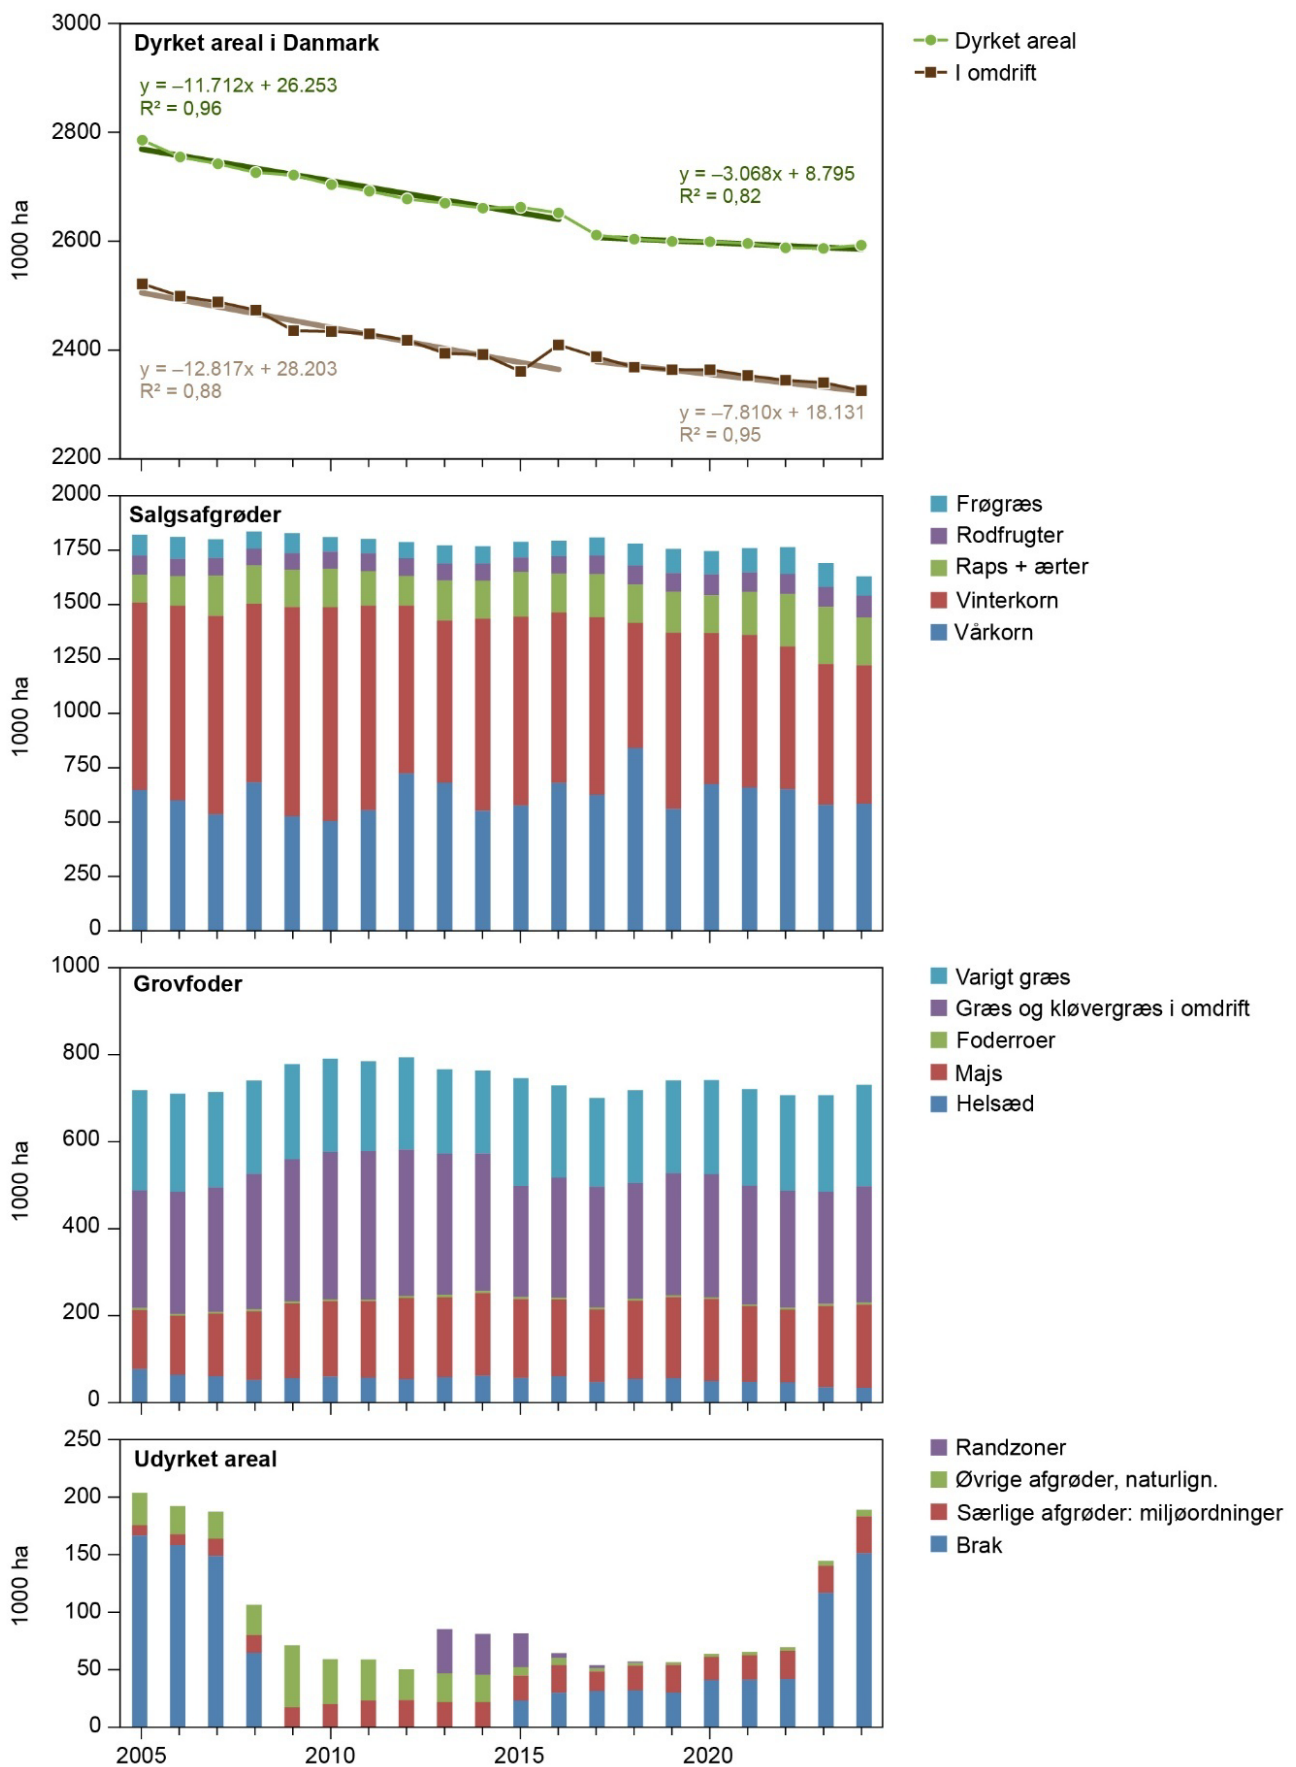 Dyrket areal i Danmark
3000
2800
2600
2400
2200
1000 ha
y = –11.712x + 26.253
R² = 0,96
y = –3.068x + 8.795
R² = 0,82
y = –12.817x + 28.203
R² = 0,88
y = –7.810x + 18.131
R² = 0,95
Dyrket areal
I omdrift
Salgsafgrøder
2000
1750
1500
1250
1000
750
500
250
0
1000 ha
Frøgræs
Rodfrugter
Raps + ærter
Vinterkorn
Vårkorn
Grovfoder
1000
800
600
400
200
0
1000 ha
Varigt græs
Græs og kløvergræs i omdrift
Foderroer
Majs
Helsæd
Udyrket areal
250
200
150
100
50
0
1000 ha
Randzoner
Øvrige afgrøder, naturlign.
Særlige afgrøder: miljøordninger
Brak
2005
2010
2015
2020